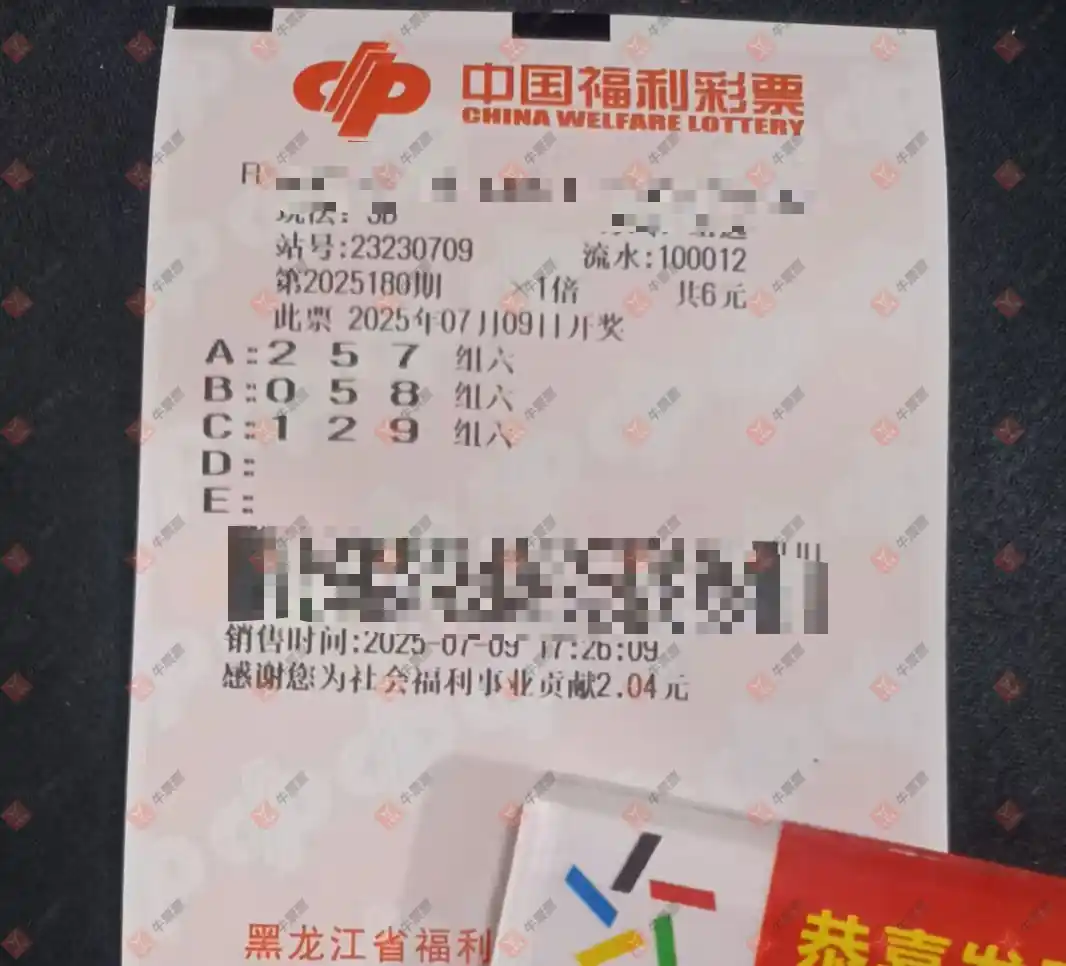 中国福利彩票
CHINA WELFARE LOTTERY
玩法: 3D
站号:23230709 流水:100012
第2025180期 ×1倍 共6元
此票 2025年07月09日开奖
A:2 5 7 组六
B:0 5 8 组六
C:1 2 9 组六
D:
E:
销售时间:2025-07-09 17:26:09
感谢您为社会福利事业贡献2.04元
黑龙江省福利
恭喜发
牛票票